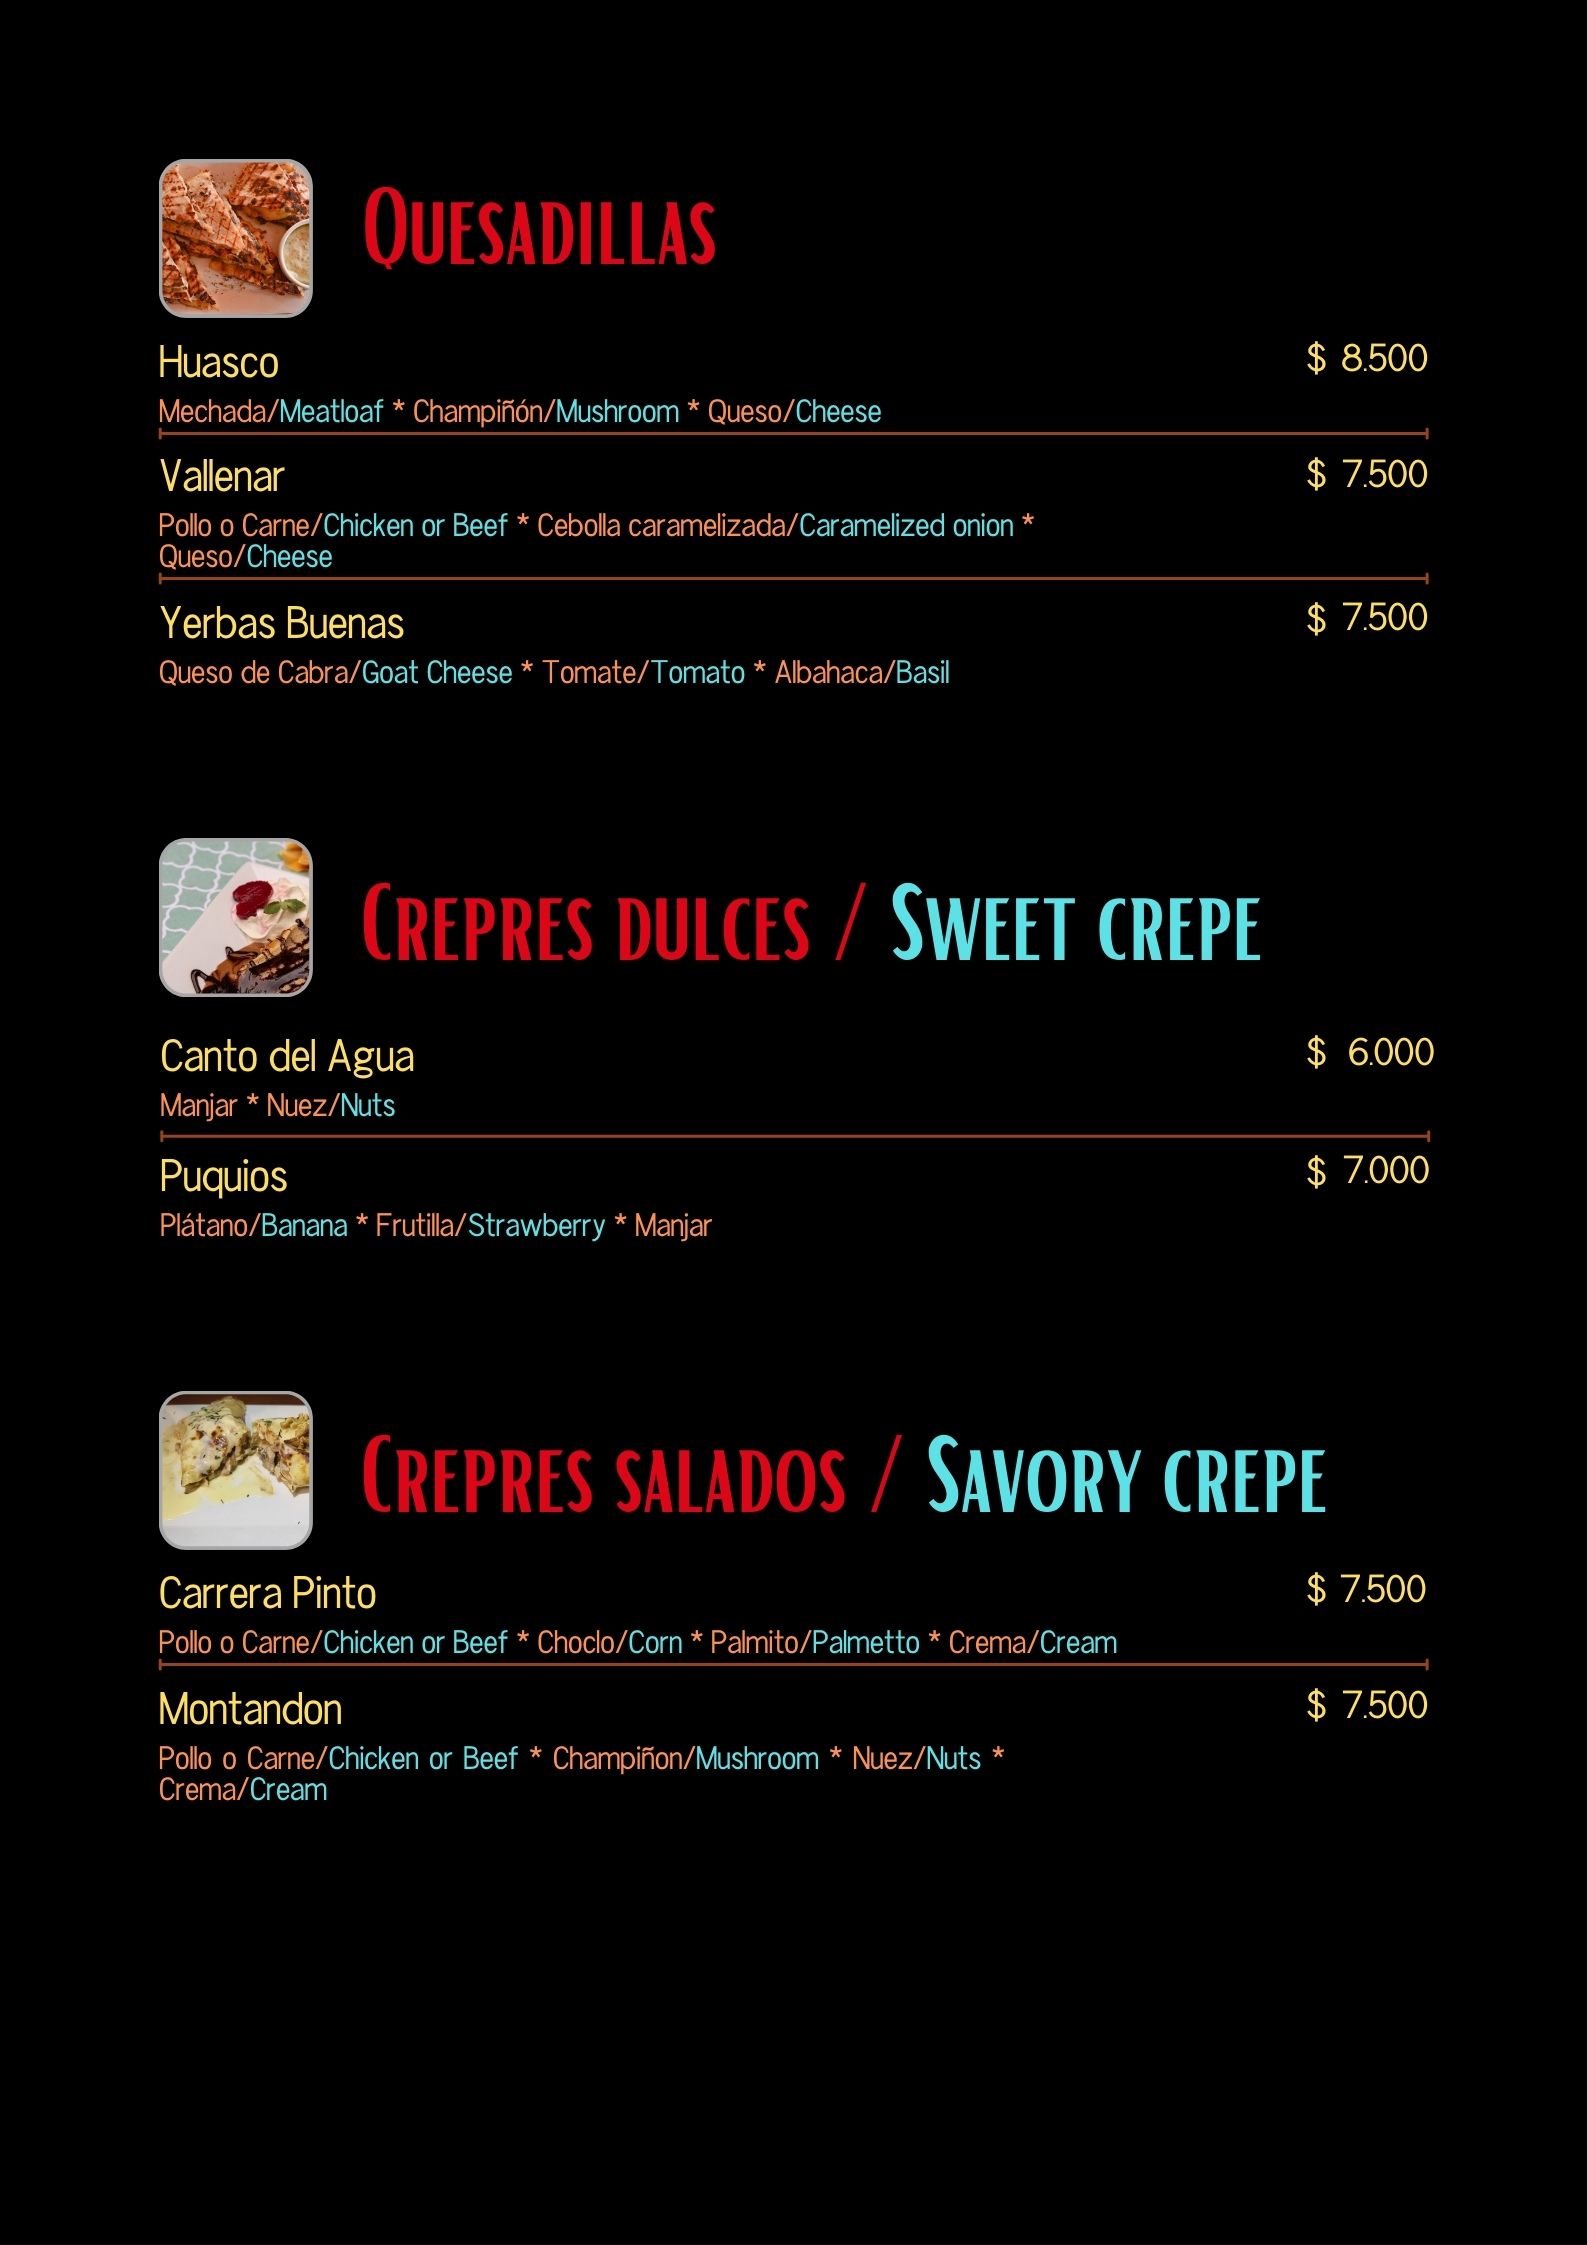 Quesadillas
Huasco $ 8.500
Mechada/Meatloaf * Champiñón/Mushroom * Queso/Cheese
Vallenar $ 7.500
Pollo o Carne/Chicken or Beef * Cebolla caramelizada/Caramelized onion *
Queso/Cheese
Yerbas Buenas $ 7.500
Queso de Cabra/Goat Cheese * Tomate/Tomato * Albahaca/Basil
Crepres dulces / Sweet crepe
Canto del Agua $ 6.000
Manjar * Nuez/Nuts
Puquios $ 7.000
Plátano/Banana * Frutilla/Strawberry * Manjar
Crepres salados / Savory crepe
Carrera Pinto $ 7.500
Pollo o Carne/Chicken or Beef * Choclo/Corn * Palmito/Palmetto * Crema/Cream
Montandon $ 7.500
Pollo o Carne/Chicken or Beef * Champiñon/Mushroom * Nuez/Nuts *
Crema/Cream